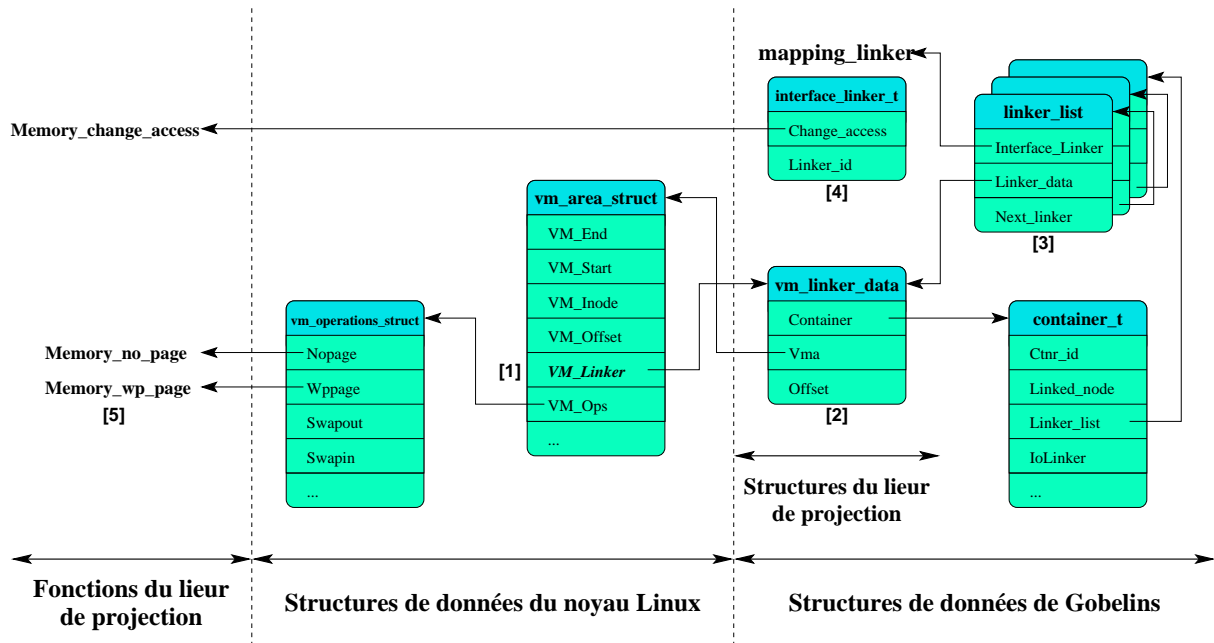 mapping_linker
interface_linker_t
Change_access
Linker_id
[4]
linker_list
Interface_Linker
Linker_data
Next_linker
[3]
Memory_change_access
vm_area_struct
VM_End
VM_Start
VM_Inode
VM_Offset
VM_Linker
VM_Ops
...
[1]
vm_operations_struct
Nopage
Wppage
Swapout
Swapin
...
Memory_no_page
Memory_wp_page
[5]
vm_linker_data
Container
Vma
Offset
[2]
container_t
Ctnr_id
Linked_node
Linker_list
IoLinker
...
Structures du lieur
de projection
Fonctions du lieur
de projection
Structures de données du noyau Linux
Structures de données de Gobelins